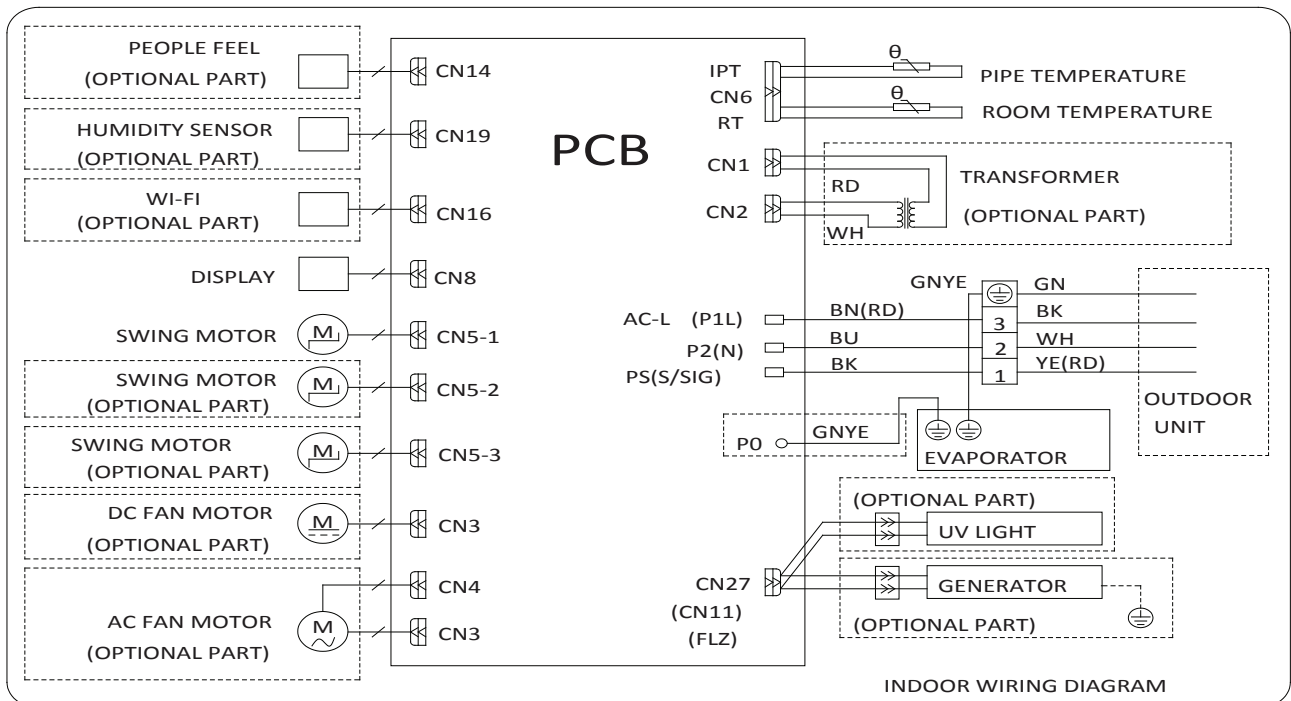 PEOPLE FEEL
(OPTIONAL PART)
CN14
HUMIDITY SENSOR
(OPTIONAL PART)
CN19
WI-FI
(OPTIONAL PART)
CN16
DISPLAY
CN8
SWING MOTOR
M
CN5-1
SWING MOTOR
(OPTIONAL PART)
M
CN5-2
SWING MOTOR
(OPTIONAL PART)
M
CN5-3
DC FAN MOTOR
(OPTIONAL PART)
M
CN3
AC FAN MOTOR
(OPTIONAL PART)
M
CN4
CN3
PCB
IPT
CN6
RT
θ
PIPE TEMPERATURE
θ
ROOM TEMPERATURE
CN1
CN2
RD
WH
TRANSFORMER
(OPTIONAL PART)
AC-L (P1L)
P2(N)
PS(S/SIG)
BN(RD)
BU
BK
GNYE
3
2
1
GN
BK
WH
YE(RD)
OUTDOOR
UNIT
P0
GNYE
EVAPORATOR
(OPTIONAL PART)
UV LIGHT
CN27
(CN11)
(FLZ)
GENERATOR
(OPTIONAL PART)
INDOOR WIRING DIAGRAM